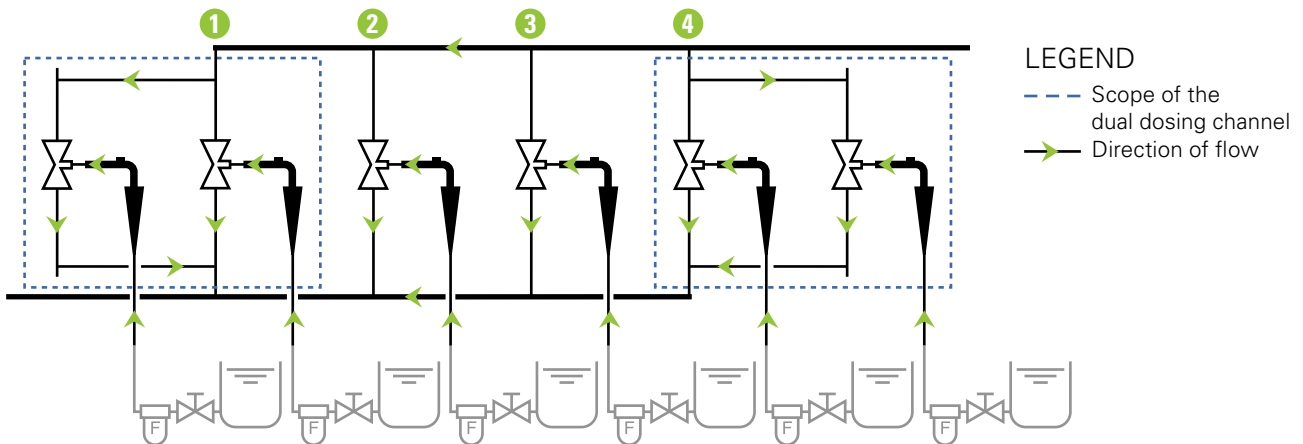 1 2 3 4
LEGEND
Scope of the
dual dosing channel
Direction of flow
F F F F F F